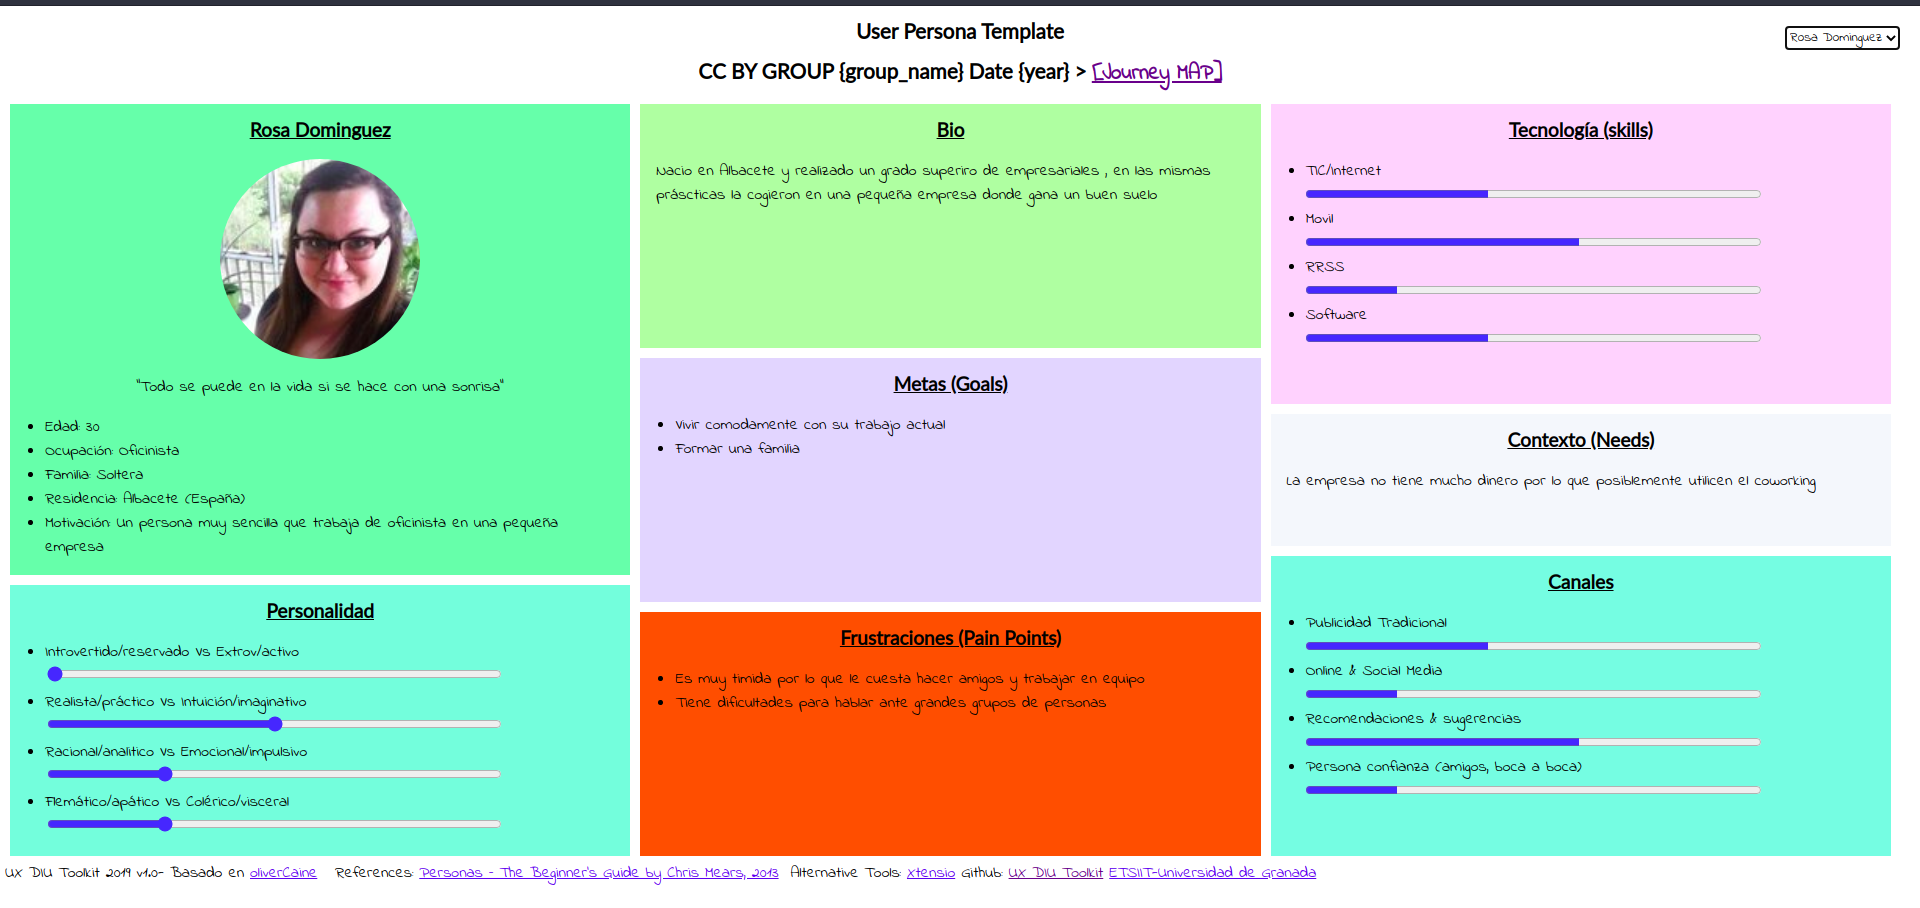 User Persona Template
Rosa Dominguez
CC BY GROUP {group_name} Date {year} > [Journey MAP]
Rosa Dominguez
"Todo se puede en la vida si se hace con una sonrisa"
Edad: 30
Ocupación: Oficinista
Familia: Soltera
Residencia: Albacete (España)
Motivación: Un persona muy sencilla que trabaja de oficinista en una pequeña
empresa
Personalidad
Introvertido/reservado Vs Extrov/activo
Realista/práctico Vs Intuición/imaginativo
Racional/analitico Vs Emocional/impulsivo
Flemático/apático Vs Colérico/visceral
Bio
Nacio en Albacete y realizado un grado superiro de empresariales , en las mismas
práscticas la cogieron en una pequeña empresa donde gana un buen suelo
Metas (Goals)
Vivir comodamente con su trabajo actual
Formar una familia
Frustraciones (Pain Points)
Es muy timida por lo que le cuesta hacer amigos y trabajar en equipo
Tiene dificultades para hablar ante grandes grupos de personas
Tecnología (skills)
TIC/Internet
Movil
RRSS
Software
Contexto (Needs)
La empresa no tiene mucho dinero por lo que posiblemente utilicen el coworking
Canales
Publicidad Tradicional
Online & Social Media
Recomendaciones & sugerencias
Persona confianza (amigos, boca a boca)
UX DIU Toolkit 2019 v1.0- Basado en oliverCaine References: Personas - The Beginner's Guide by Chris Mears, 2013 Alternative Tools: Xtensio Github: UX DIU Toolkit ETSIIT-Universidad de Granada